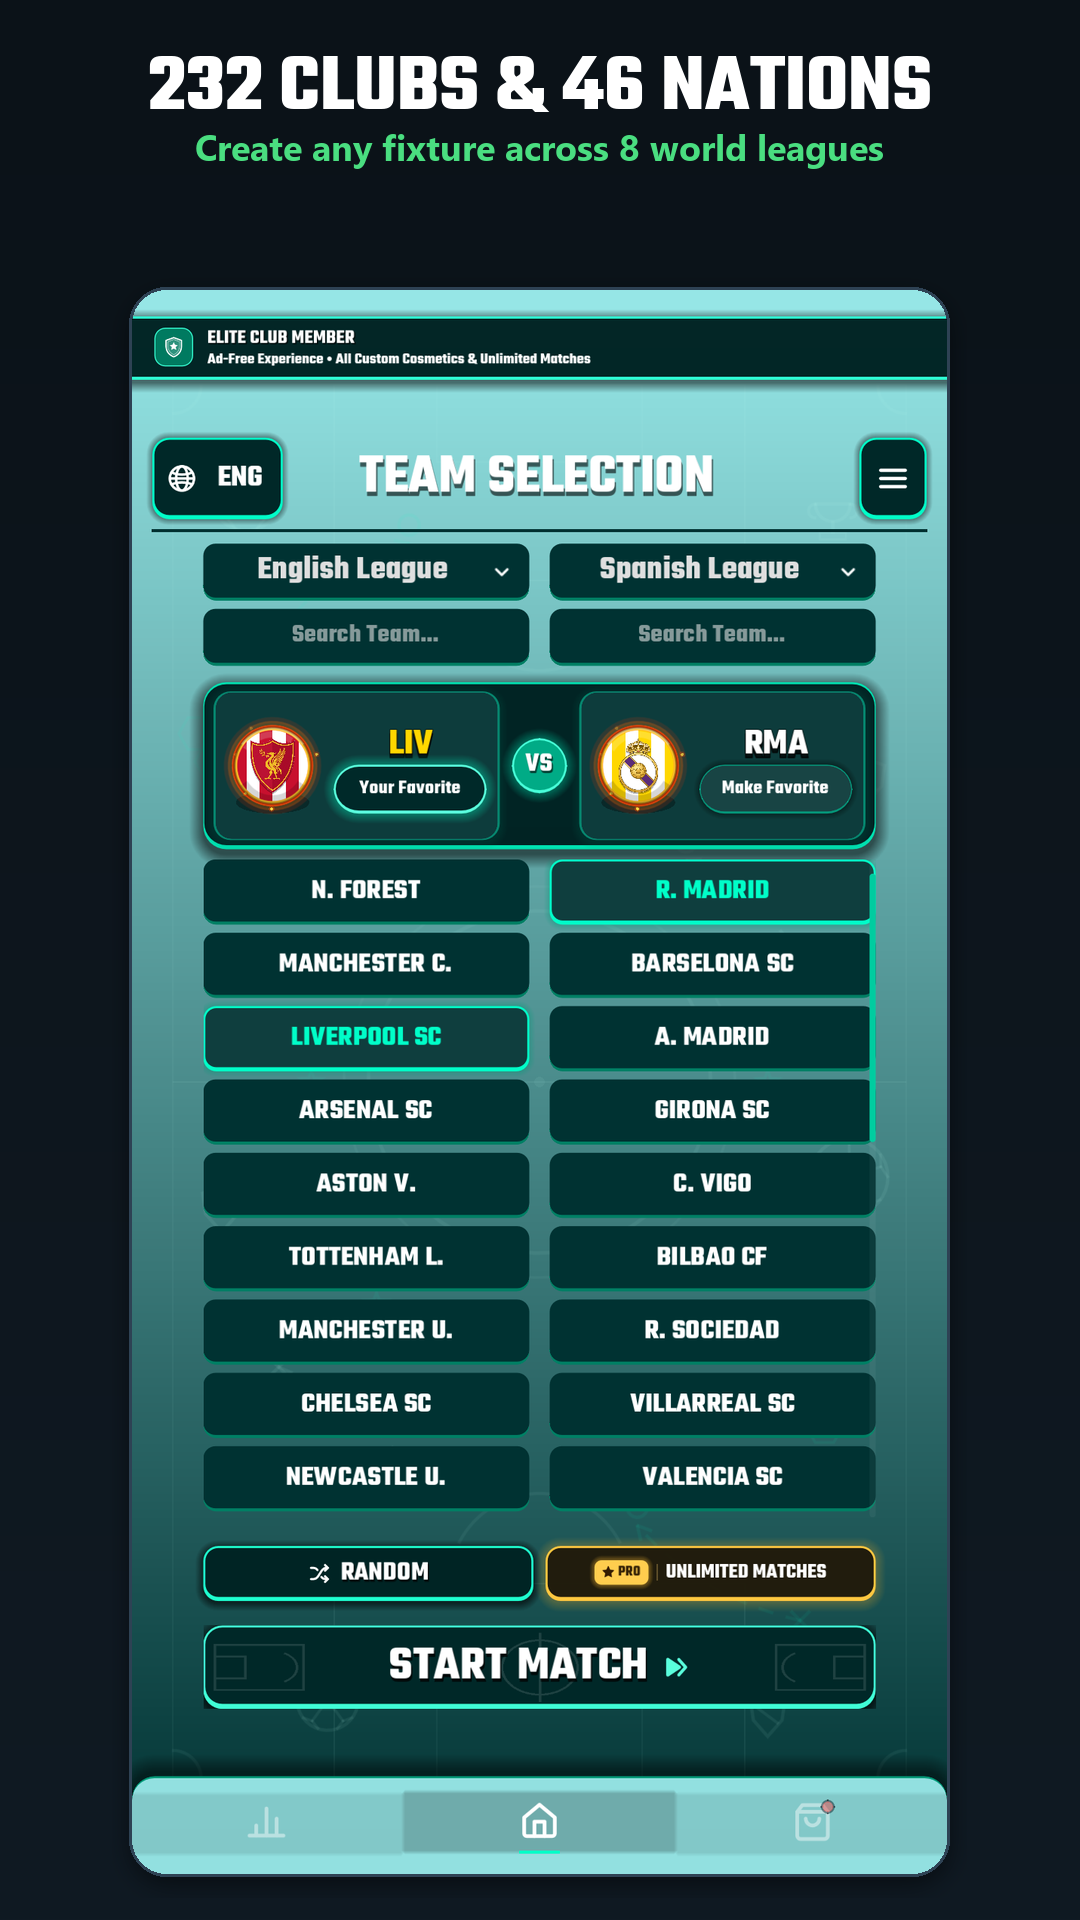 232 CLUBS & 46 NATIONS
Create any fixture across 8 world leagues
ELITE CLUB MEMBER
Ad-Free Experience • All Custom Cosmetics & Unlimited Matches
ENG
TEAM SELECTION
English League
Spanish League
Search Team...
Search Team...
LIV
Your Favorite
VS
RMA
Make Favorite
N. FOREST
R. MADRID
MANCHESTER C.
BARSELONA SC
LIVERPOOL SC
A. MADRID
ARSENAL SC
GIRONA SC
ASTON V.
C. VIGO
TOTTENHAM L.
BILBAO CF
MANCHESTER U.
R. SOCIEDAD
CHELSEA SC
VILLARREAL SC
NEWCASTLE U.
VALENCIA SC
RANDOM
PRO | UNLIMITED MATCHES
START MATCH